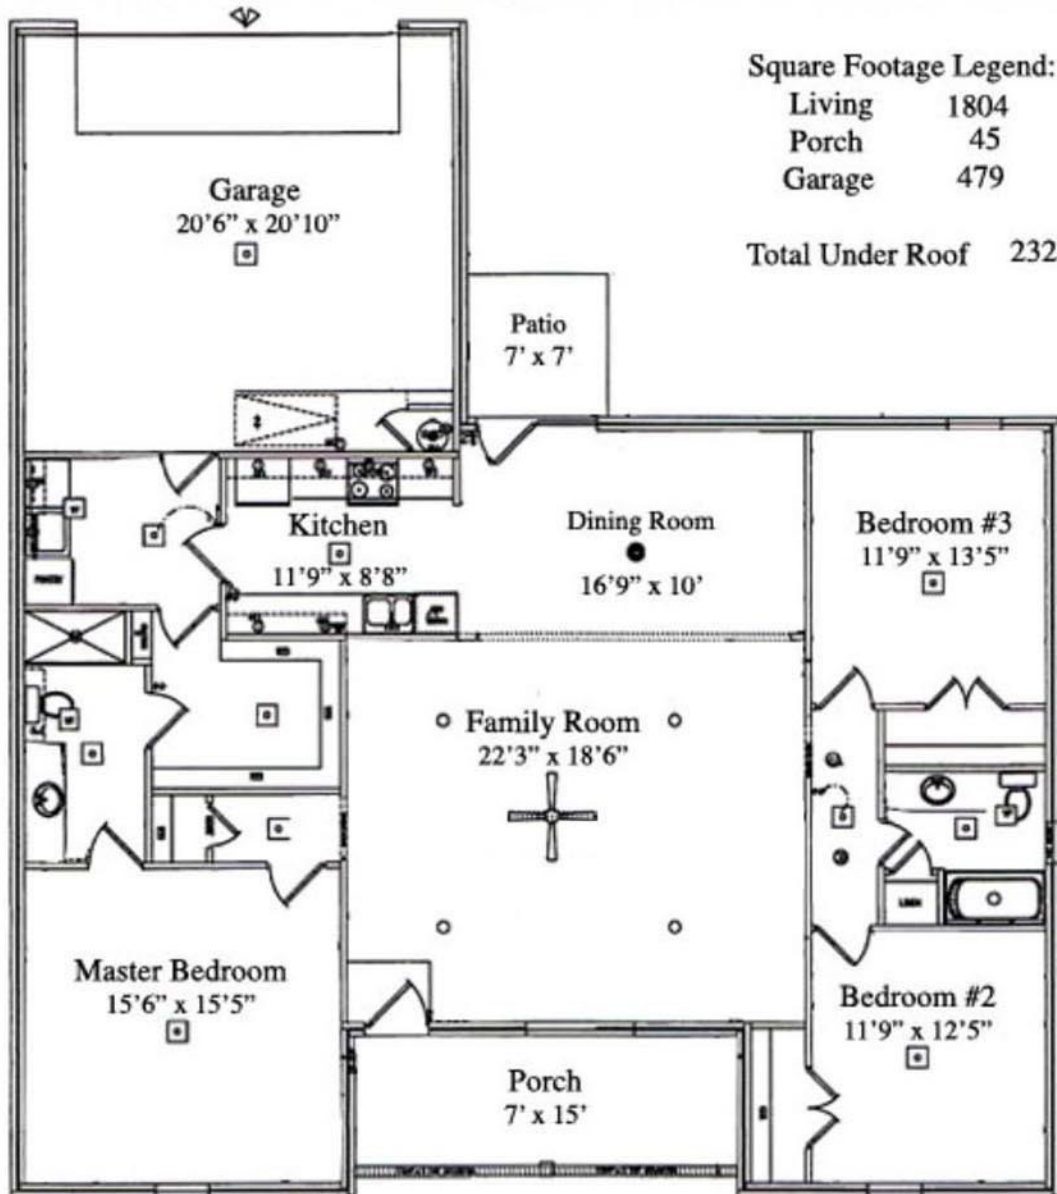 Square Footage Legend:
Living 1804
Porch 45
Garage 479
Total Under Roof 232
Garage
20'6” x 20'10”
Patio
7' x 7'
Kitchen
11'9” x 8'8”
Dining Room
16'9” x 10'
Bedroom #3
11'9” x 13'5”
PANTRY
Family Room
22'3” x 18'6”
LINEN
Master Bedroom
15'6” x 15'5”
Bedroom #2
11'9” x 12'5”
Porch
7' x 15'